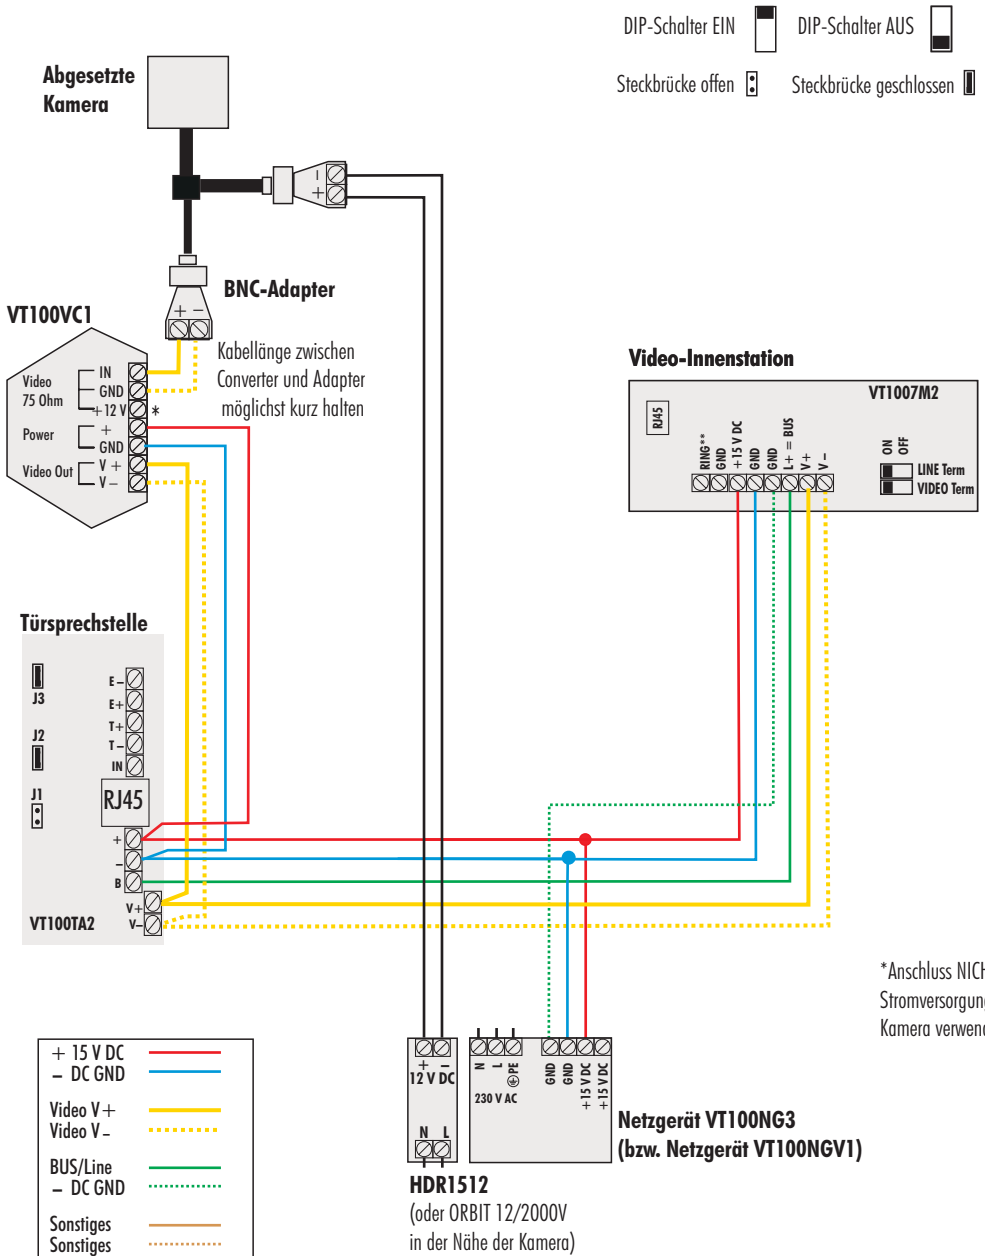 DIP-Schalter EIN
DIP-Schalter AUS
Steckbrücke offen
Steckbrücke geschlossen
Abgesetzte
Kamera
–
+
BNC-Adapter
+ –
VT100VC1
Kabellänge zwischen
Converter und Adapter
möglichst kurz halten
Video
75 Ohm
IN
GND
+12 V
*
Power
+
GND
Video Out
V +
V –
Video-Innenstation
VT1007M2
RJ45
RING**
GND
+15 V DC
GND
GND
L+ = BUS
V+
V –
ON
OFF
LINE Term
VIDEO Term
Türsprechstelle
J3
J2
J1
E –
E+
T+
T –
IN
RJ45
+
–
B
V+
V–
VT100TA2
*Anschluss NICH
Stromversorgung
Kamera verwend
+ 15 V DC
– DC GND
Video V+
Video V–
BUS/Line
– DC GND
Sonstiges
Sonstiges
+ –
12 V DC
N L
HDR1512
(oder ORBIT 12/2000V
in der Nähe der Kamera)
N
L
PE
230 V AC
GND
GND
+15 V DC
+15 V DC
Netzgerät VT100NG3
(bzw. Netzgerät VT100NGV1)